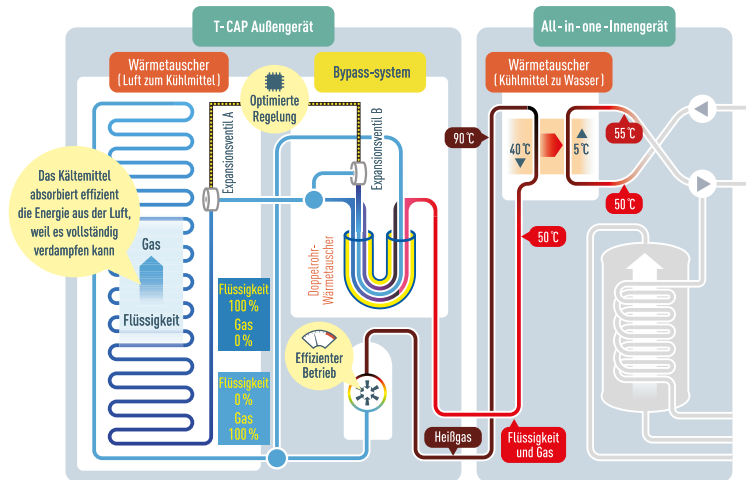 T-CAP Außengerät
All-in-one-Innengerät
Wärmetauscher
(Luft zum Kühlmittel)
Bypass-system
Wärmetauscher
(Kühlmittel zu Wasser)
Optimierte
Regelung
Expansionsventil A
Expansionsventil B
90 °C
40 °C
5 °C
55 °C
50 °C
50 °C
Das Kältemittel
absorbiert effizient
die Energie aus der Luft,
weil es vollständig
verdampfen kann
Gas
Flüssigkeit
Doppelrohr-
Wärmetauscher
Flüssigkeit
100 %
Gas
0 %
Effizienter
Betrieb
Flüssigkeit
0 %
Gas
100 %
Heißgas
Flüssigkeit
und Gas